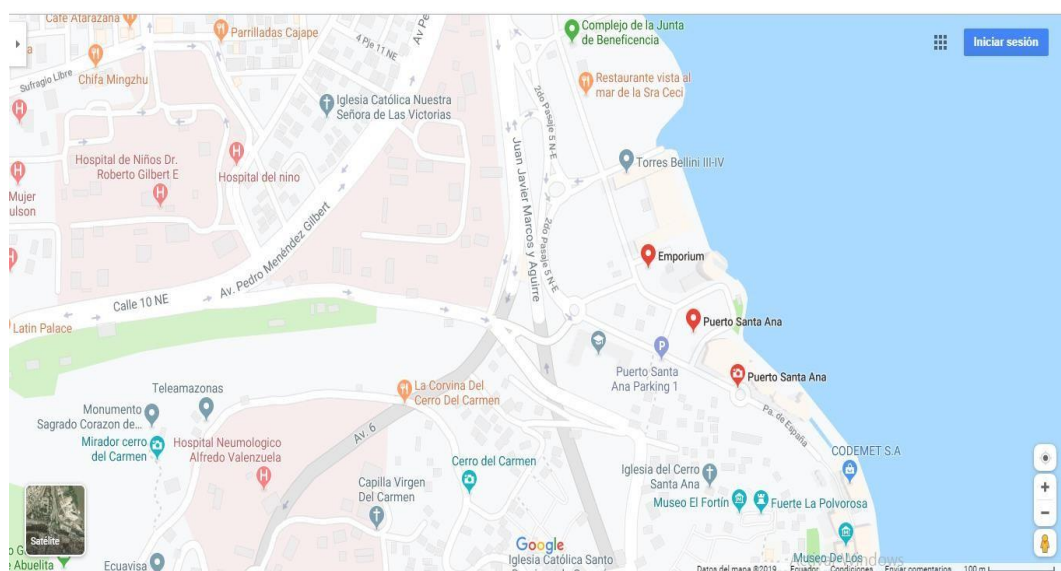 Cafe Atarazana
Parrilladas Cajape
4 Pje 11 NE
Av Pe
Complejo de la Junta
de Beneficencia
Iniciar sesión
Sufragio Libre
Chifa Mingzhu
Iglesia Católica Nuestra
Señora de Las Victorias
2do Pasaje 5 N-E
Restaurante vista al
mar de la Sra Ceci
Hospital de Niños Dr.
Roberto Gilbert E
Hospital del nino
Juan Javier Marcos y Aguirre
Torres Bellini III-IV
Mujer
ulson
2do Pasaje 5 N-E
Emporium
Av. Pedro Menéndez Gilbert
Calle 10 NE
Latin Palace
Puerto Santa Ana
Puerto Santa
Ana Parking 1
Puerto Santa Ana
Teleamazonas
La Corvina Del
Cerro Del Carmen
Monumento
Sagrado Corazon de...
Pa. de España
Av. 6
Mirador cerro
del Carmen
Hospital Neumologico
Alfredo Valenzuela
CODEMET S.A
Cerro del Carmen
Iglesia del Cerro
Santa Ana
Capilla Virgen
Del Carmen
Museo El Fortin
Fuerte La Polvorosa
Satélite
Google
Abuelita
Ecuavisa
Iglesia Católica Santo
Museo De Los
Datos del mapa ©2019 Ecuador Condiciones Enviar comentarios 100 m